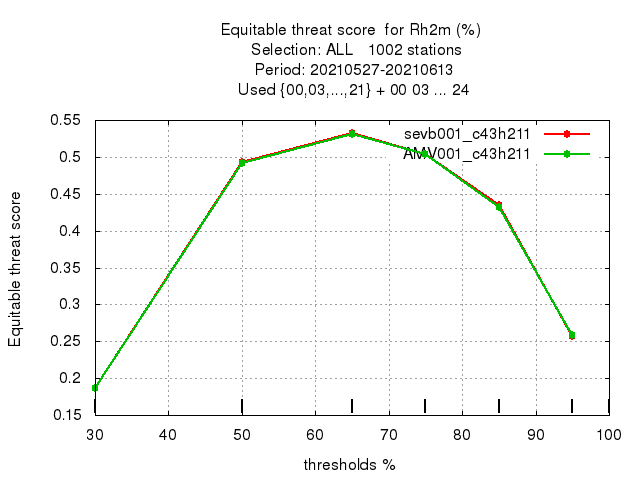 Equitable threat score  for Rh2m (%)
Selection: ALL   1002 stations
Period: 20210527-20210613
Used {00,03,...,21} + 00 03 ... 24
sevb001_c43h211
AMV001_c43h211
Equitable threat score
0.55
0.5
0.45
0.4
0.35
0.3
0.25
0.2
0.15
30 40 50 60 70 80 90 100
thresholds %